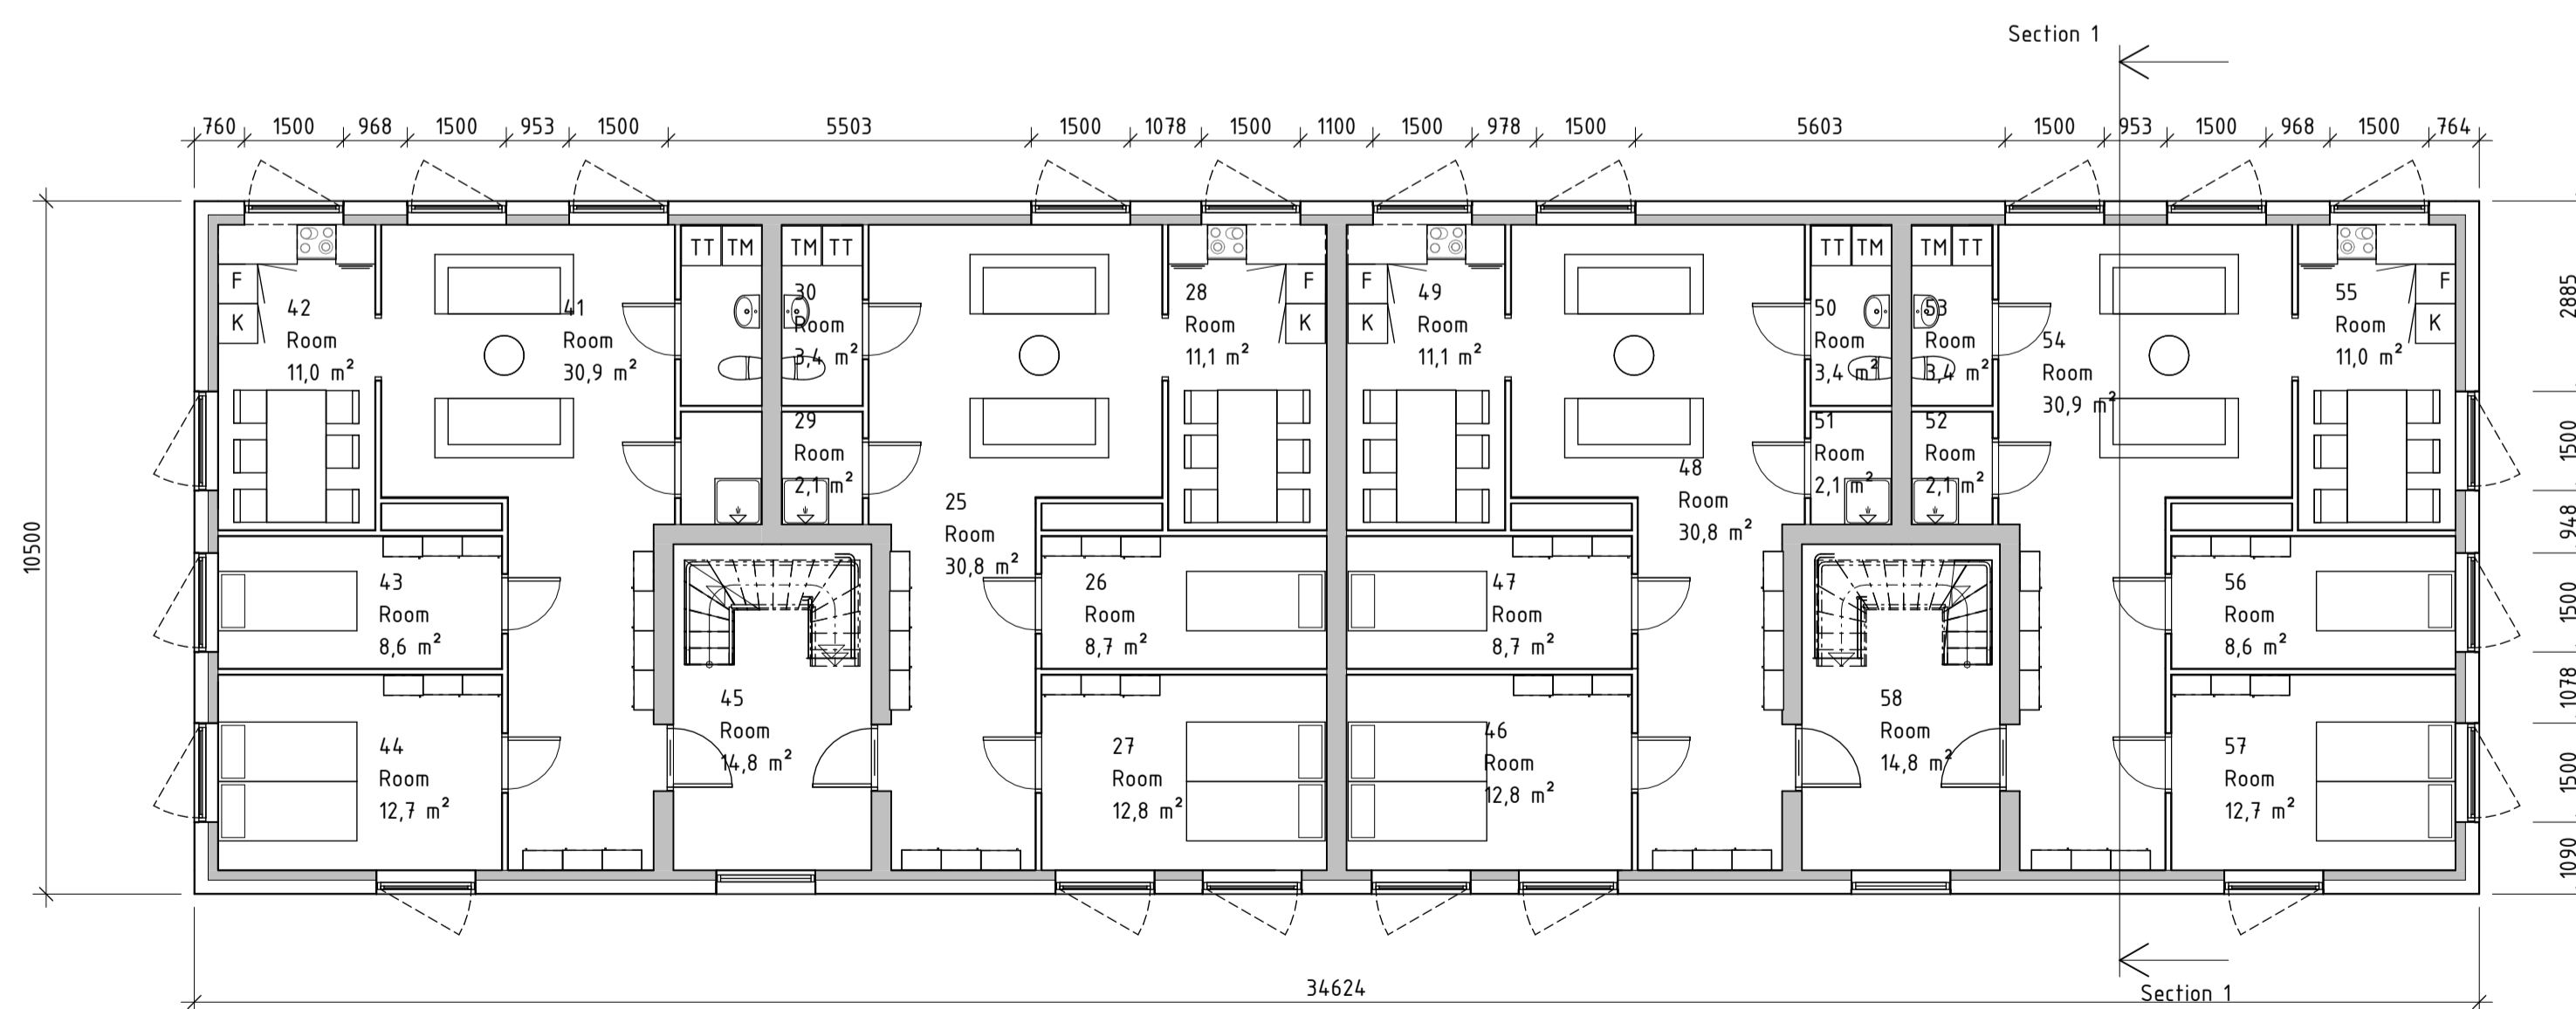 Section 1
760 1500 968 1500 953 1500 5503 1500 1078 1500 1100 1500 978 1500 5603 1500 953 1500 968 1500 764
10500
2885
1500
948
1500
1078
1500
1090
F
K
42
Room
11,0 m²
41
Room
30,9 m²
TT TM
TM TT
30
Room
3,4 m²
29
Room
2,1 m²
25
Room
30,8 m²
28
Room
11,1 m²
F
K
F
K
49
Room
11,1 m²
48
Room
30,8 m²
TT TM
TM TT
50
Room
3,4 m²
53
Room
3,4 m²
51
Room
2,1 m²
52
Room
2,1 m²
54
Room
30,9 m²
55
Room
11,0 m²
F
K
43
Room
8,6 m²
44
Room
12,7 m²
45
Room
14,8 m²
26
Room
8,7 m²
27
Room
12,8 m²
47
Room
8,7 m²
46
Room
12,8 m²
58
Room
14,8 m²
56
Room
8,6 m²
57
Room
12,7 m²
34624
Section 1